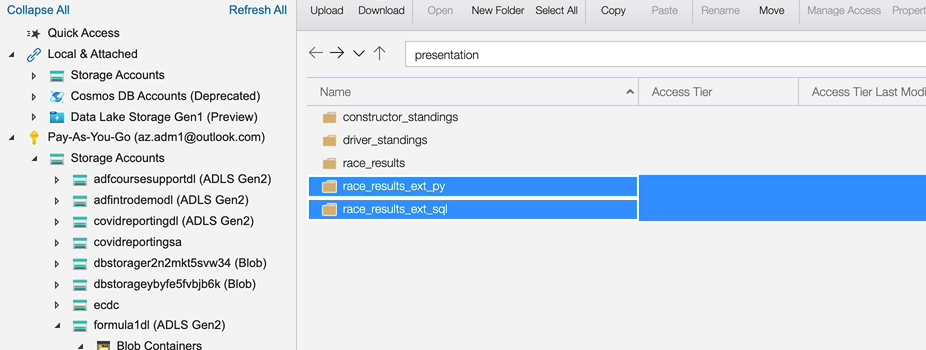 Collapse All Refresh All
Quick Access
Local & Attached
Storage Accounts
Cosmos DB Accounts (Deprecated)
Data Lake Storage Gen1 (Preview)
Pay-As-You-Go (az.adm1@outlook.com)
Storage Accounts
adfcoursesupportdl (ADLS Gen2)
adfintrodemodl (ADLS Gen2)
covidreportingdl (ADLS Gen2)
covidreportingsa
dbstorager2n2mkt5svw34 (Blob)
dbstorageybyfe5fvbjb6k (Blob)
ecdc
formula1dl (ADLS Gen2)
Blob Containers
Upload Download Open New Folder Select All Copy Paste Rename Move Manage Access Propert
presentation
Name Access Tier Access Tier Last Modi
constructor_standings
driver_standings
race_results
race_results_ext_py
race_results_ext_sql